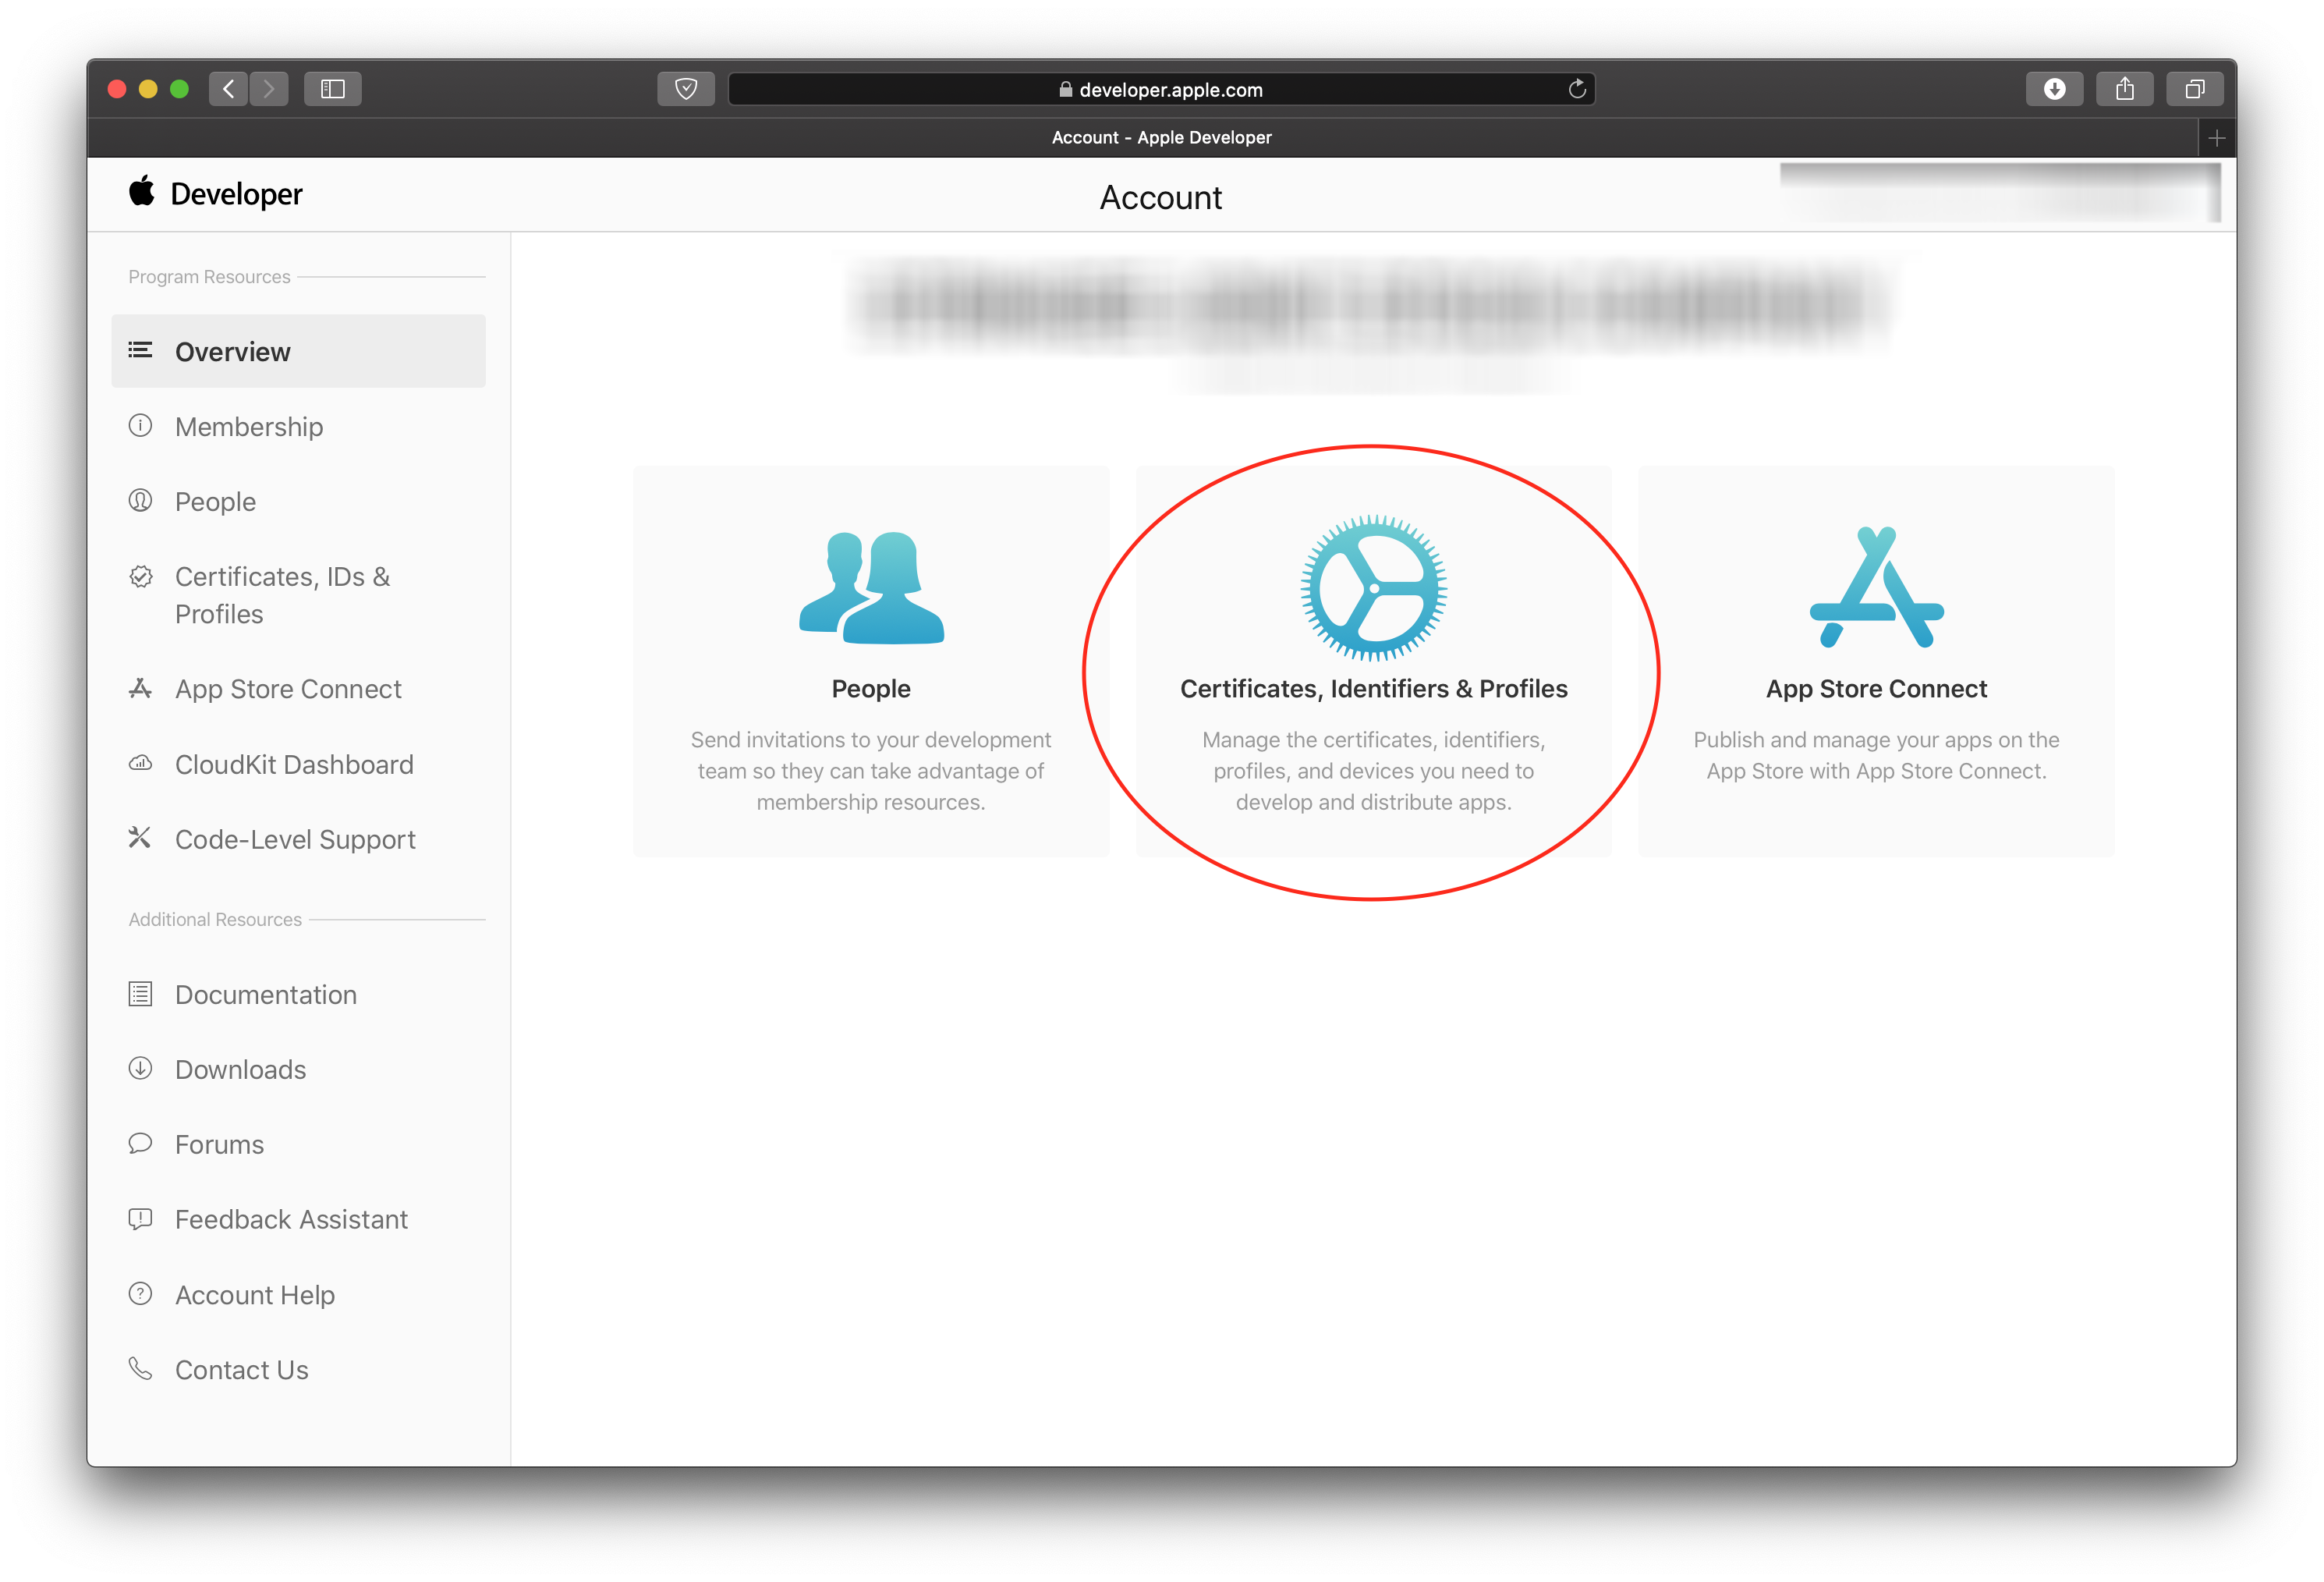 developer.apple.com
Account - Apple Developer
Developer
Account
Program Resources
Overview
Membership
People
Certificates, IDs &
Profiles
App Store Connect
CloudKit Dashboard
Code-Level Support
Additional Resources
Documentation
Downloads
Forums
Feedback Assistant
Account Help
Contact Us
People
Send invitations to your development
team so they can take advantage of
membership resources.
Certificates, Identifiers & Profiles
Manage the certificates, identifiers,
profiles, and devices you need to
develop and distribute apps.
App Store Connect
Publish and manage your apps on the
App Store with App Store Connect.